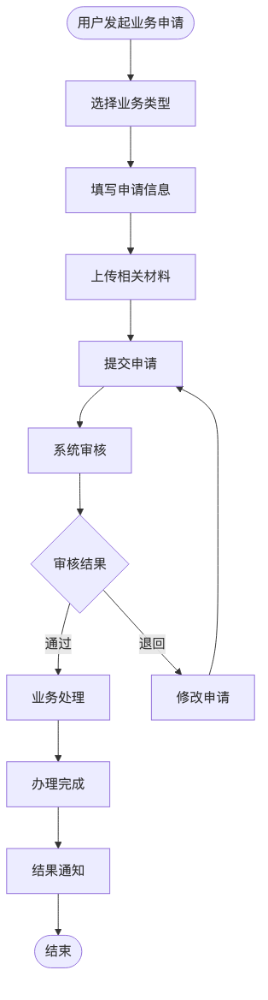 用户发起业务申请
选择业务类型
填写申请信息
上传相关材料
提交申请
系统审核
审核结果
通过
退回
业务处理
修改申请
办理完成
结果通知
结束